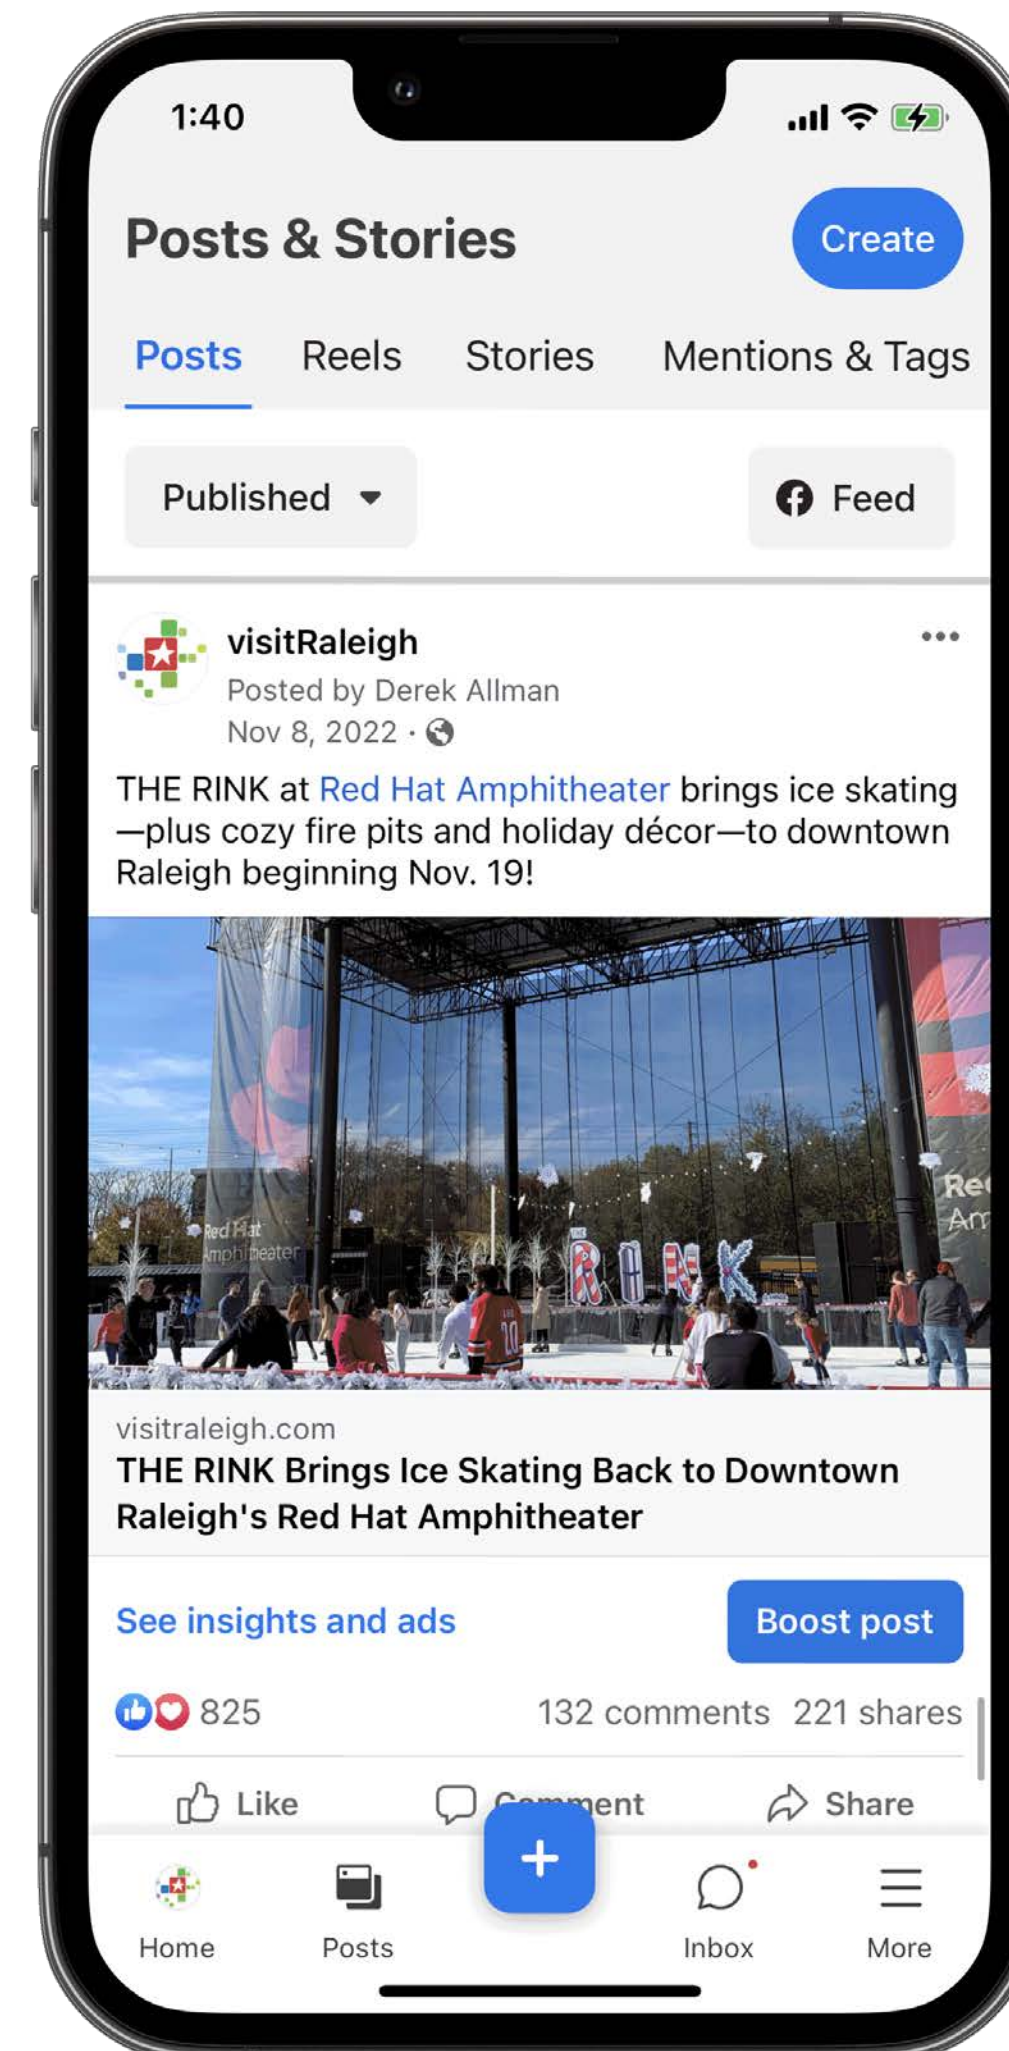 1:40
Posts & Stories
Create
Posts Reels Stories Mentions & Tags
Published
Feed
visitRaleigh
Posted by Derek Allman
Nov 8, 2022 ·
THE RINK at Red Hat Amphitheater brings ice skating
—plus cozy fire pits and holiday décor—to downtown
Raleigh beginning Nov. 19!
Red Hat
Amphitheater
THE
RINK
20
visitraleigh.com
THE RINK Brings Ice Skating Back to Downtown
Raleigh's Red Hat Amphitheater
See insights and ads
Boost post
825
132 comments 221 shares
Like
Comment
Share
Home
Posts
+
Inbox
More